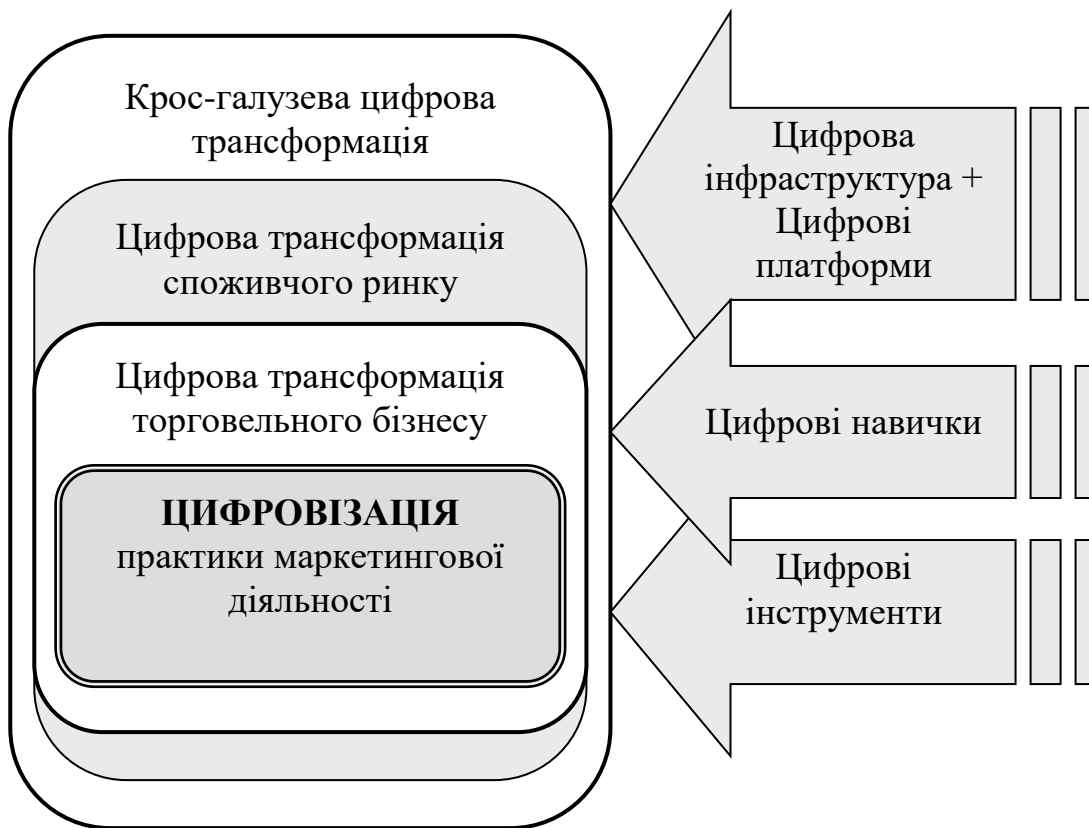 Крос-галузева цифрова
трансформація
Цифрова трансформація
споживчого ринку
Цифрова трансформація
торговельного бізнесу
ЦИФРОВІЗАЦІЯ
практики маркетингової
діяльності
Цифрова
інфраструктура +
Цифрові
платформи
Цифрові навички
Цифрові
інструменти